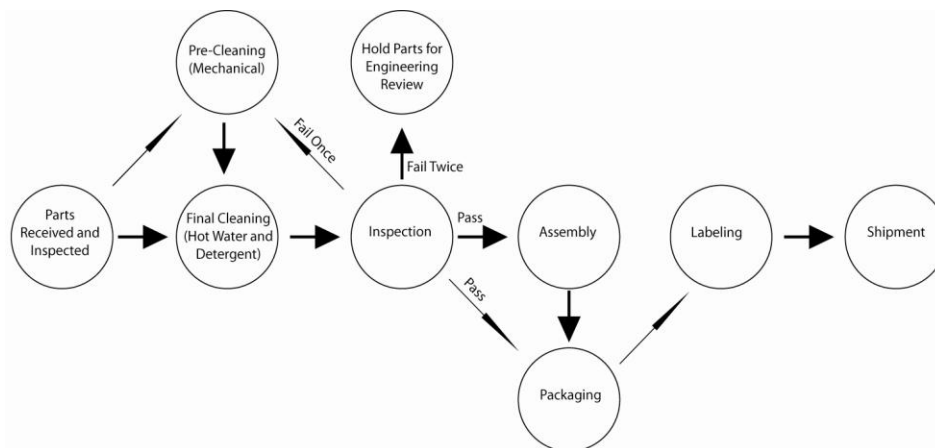 Pre-Cleaning
(Mechanical)
Hold Parts for
Engineering
Review
Fail Once
Fail Twice
Parts
Received and
Inspected
Final Cleaning
(Hot Water and
Detergent)
Inspection
Pass
Assembly
Labeling
Shipment
Pass
Packaging